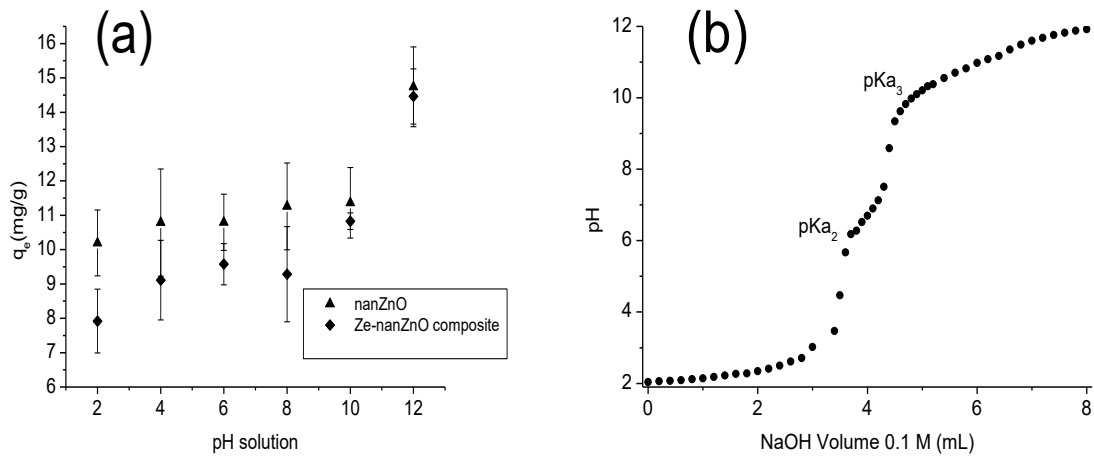 (a)
16
15
14
13
12
11
10
9
8
7
6
qe(mg/g)
2 4 6 8 10 12
pH solution
nanZnO
Ze-nanZnO composite
(b)
12
10
8
6
4
2
pH
pKa3
pKa2
0 2 4 6 8
NaOH Volume 0.1 M (mL)